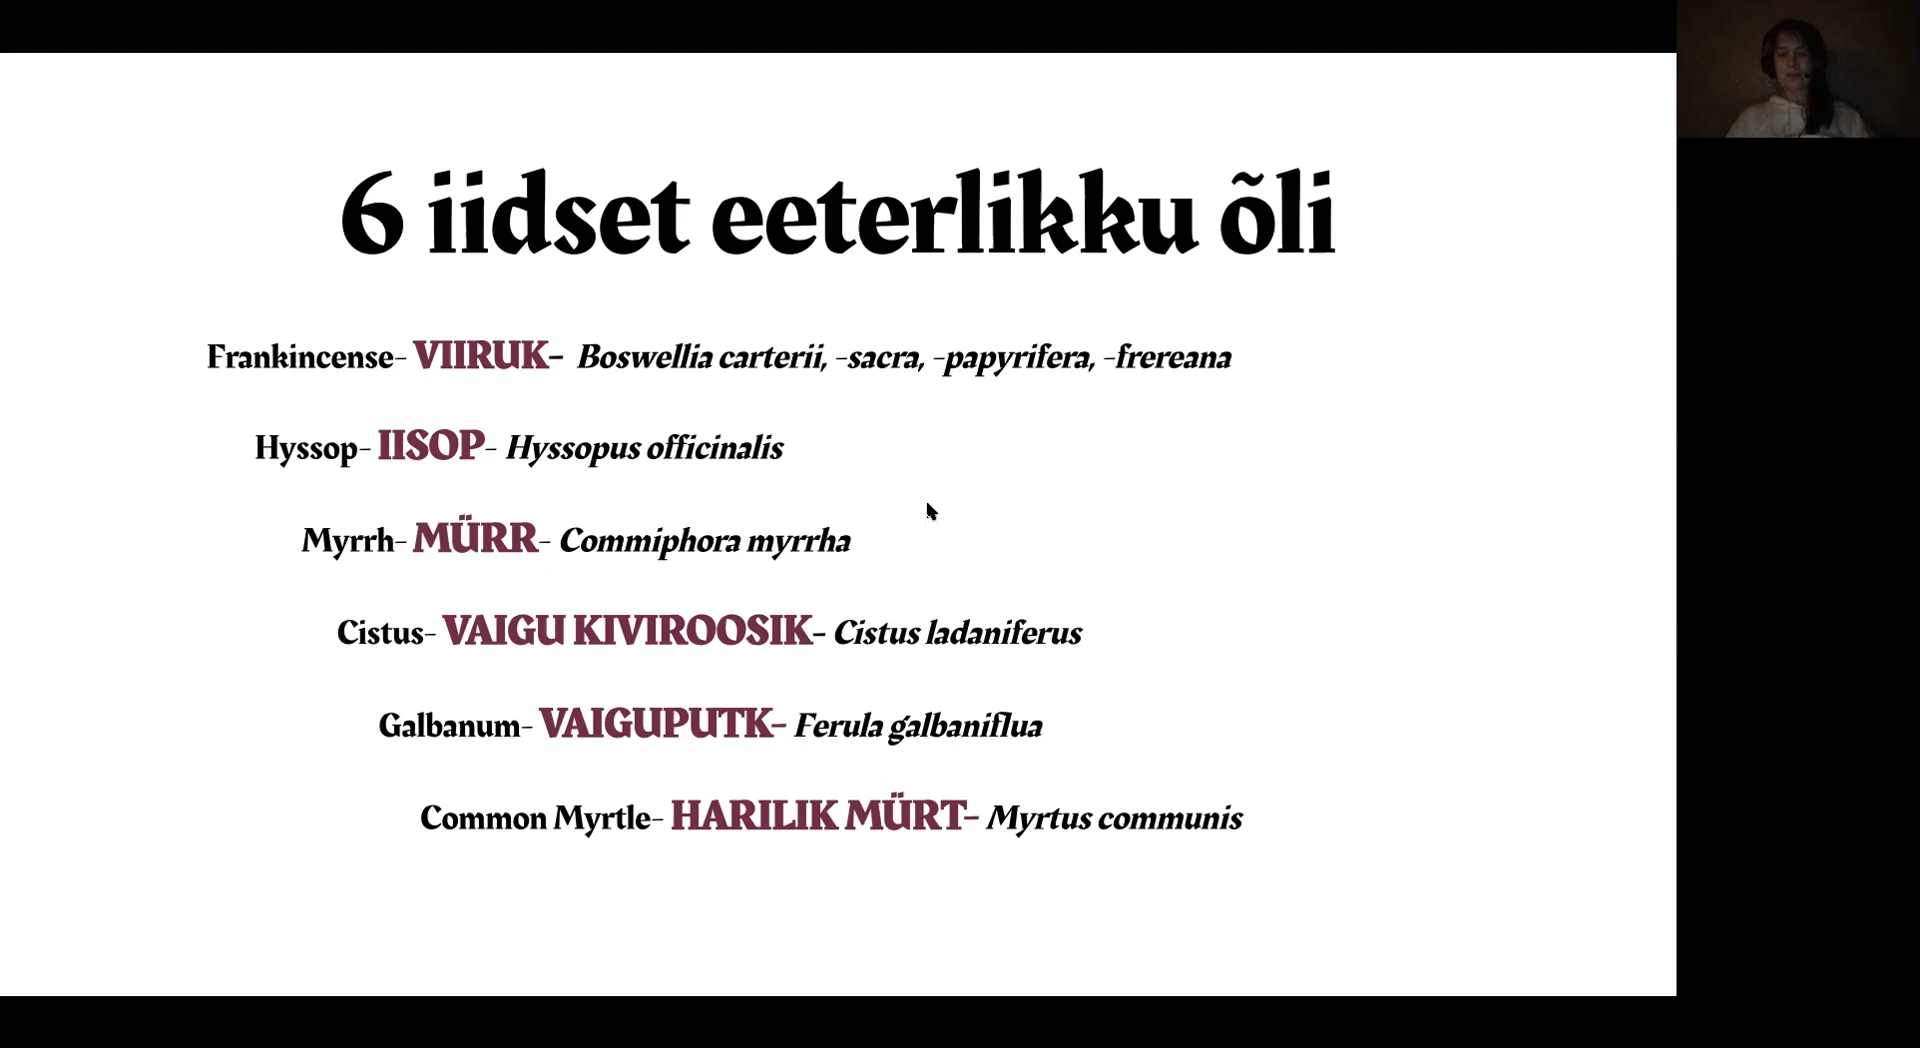 6 iidset eeterlikku õli
Frankincense- VIIRUK- Boswellia carterii, -sacra, -papyrifera, -frereana
Hyssop- IISOP- Hyssopus officinalis
Myrrh- MÜRR- Commiphora myrrha
Cistus- VAIGU KIVIROOSIK- Cistus ladaniferus
Galbanum- VAIGUPUTK- Ferula galbaniflua
Common Myrtle- HARILIK MÜRT- Myrtus communis